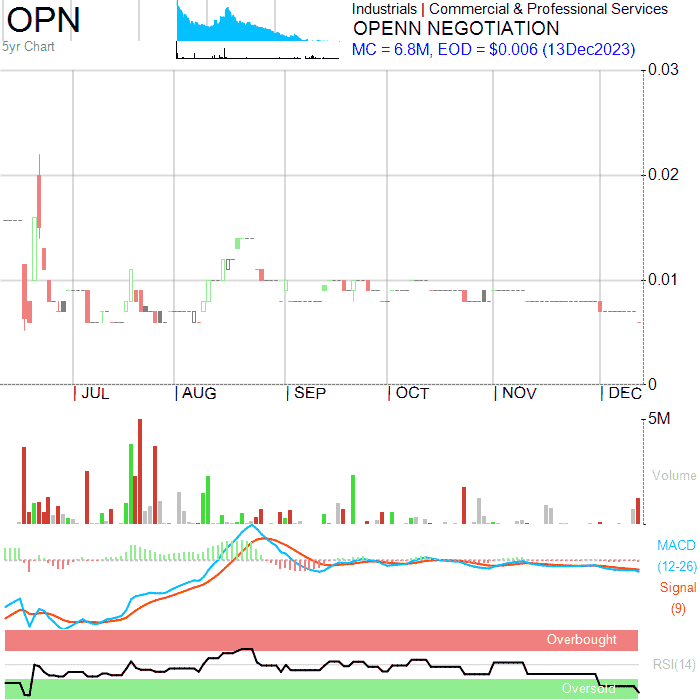 OPN
5yr Chart
Industrials | Commercial & Professional Services
OPENN NEGOTIATION
MC = 6.8M, EOD = $0.006 (13Dec2023)
0.03
0.02
0.01
0
JUL
AUG
SEP
OCT
NOV
DEC
5M
Volume
MACD
(12-26)
Signal
(9)
Overbought
RSI(14)
Oversold